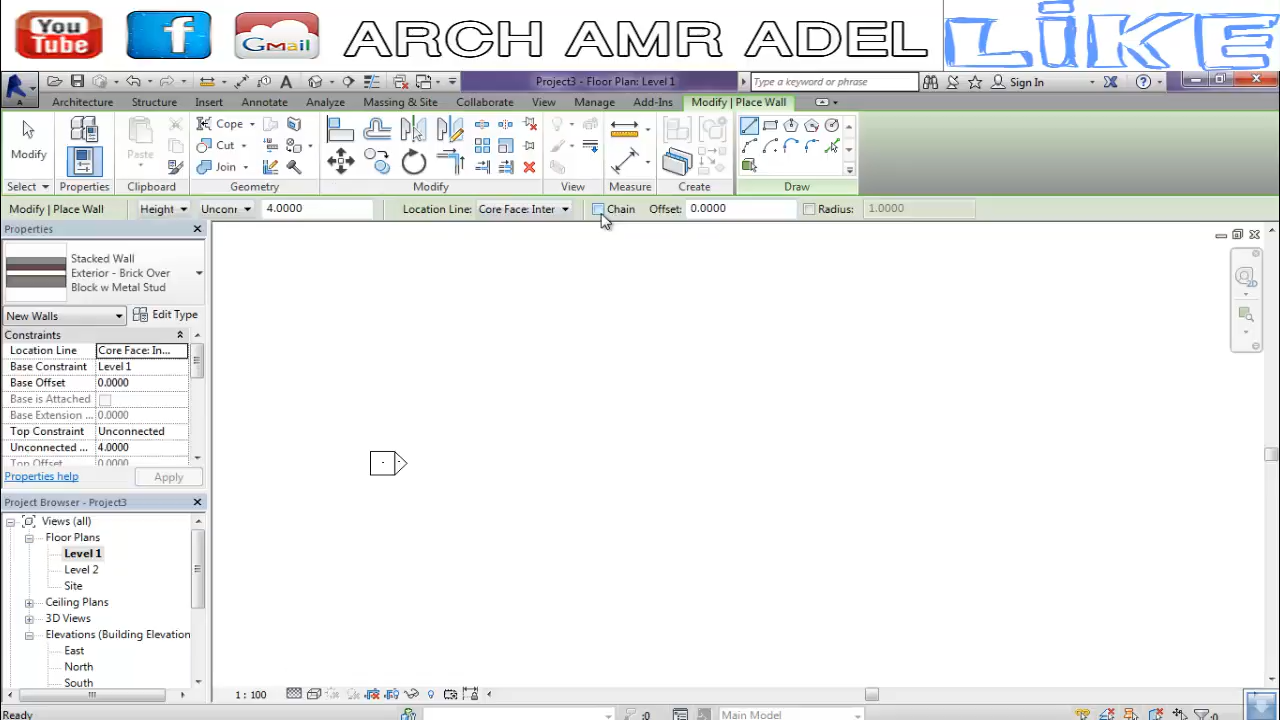 You Tube f Gmail ARCH AMR ADEL LiKE
Project3 - Floor Plan: Level 1 Type a keyword or phrase Sign In
Architecture Structure Insert Annotate Analyze Massing & Site Collaborate View Manage Add-Ins Modify | Place Wall
Modify Paste Cope Cut Join
Select Properties Clipboard Geometry Modify View Measure Create Draw
Modify | Place Wall Height Unconr 4.0000 Location Line: Core Face: Inter Chain Offset: 0.0000 Radius: 1.0000
Properties
Stacked Wall
Exterior - Brick Over
Block w Metal Stud
New Walls Edit Type
Constraints
Location Line Core Face: In...
Base Constraint Level 1
Base Offset 0.0000
Base is Attached
Base Extension ... 0.0000
Top Constraint Unconnected
Unconnected ... 4.0000
Top Offset 0.0000
Properties help Apply
Project Browser - Project3
Views (all)
Floor Plans
Level 1
Level 2
Site
Ceiling Plans
3D Views
Elevations (Building Elevation
East
North
South
1 : 100
Ready :0 Main Model